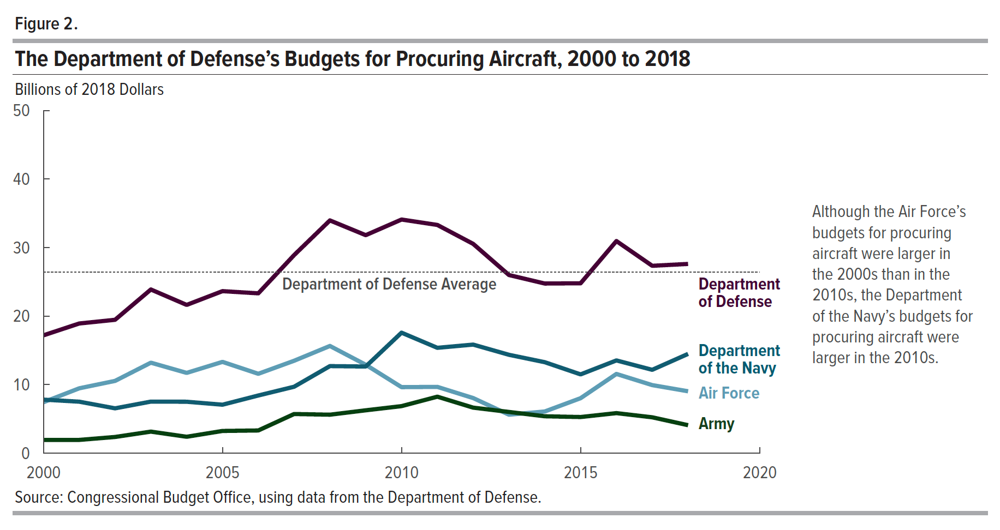 Figure 2.
The Department of Defense's Budgets for Procuring Aircraft, 2000 to 2018
Billions of 2018 Dollars
50
40
30
20
10
0
Department of Defense Average
Department
of Defense
Department
of the Navy
Air Force
Army
2000
2005
2010
2015
2020
Although the Air Force's
budgets for procuring
aircraft were larger in
the 2000s than in the
2010s, the Department
of the Navy's budgets for
procuring aircraft were
larger in the 2010s.
Source: Congressional Budget Office, using data from the Department of Defense.